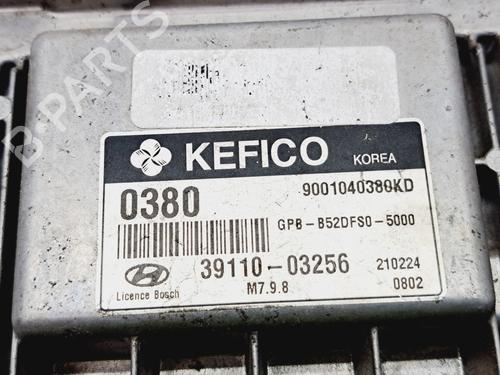 B-PARTS
KEFICO KOREA
0380 9001040380KD
GPB-B52DFS0-5000
39110-03256 210224
Licence Bosch M7.9.8 0802